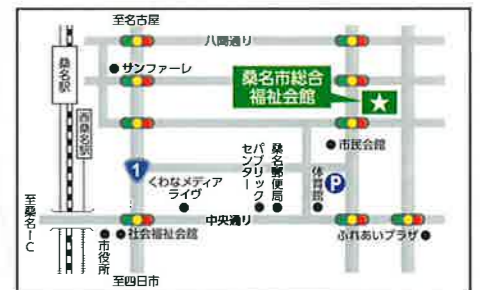 至名古屋
八間通り
桑名駅
サンファーレ
桑名市総合
福祉会館
西桑名駅
市民会館
1
くわなメディア
ライヴ
パブリック
センター
桑名郵便局
体育館
P
至桑名IC
中央通り
市役所
社会福祉会館
ふれあいプラザ
至四日市